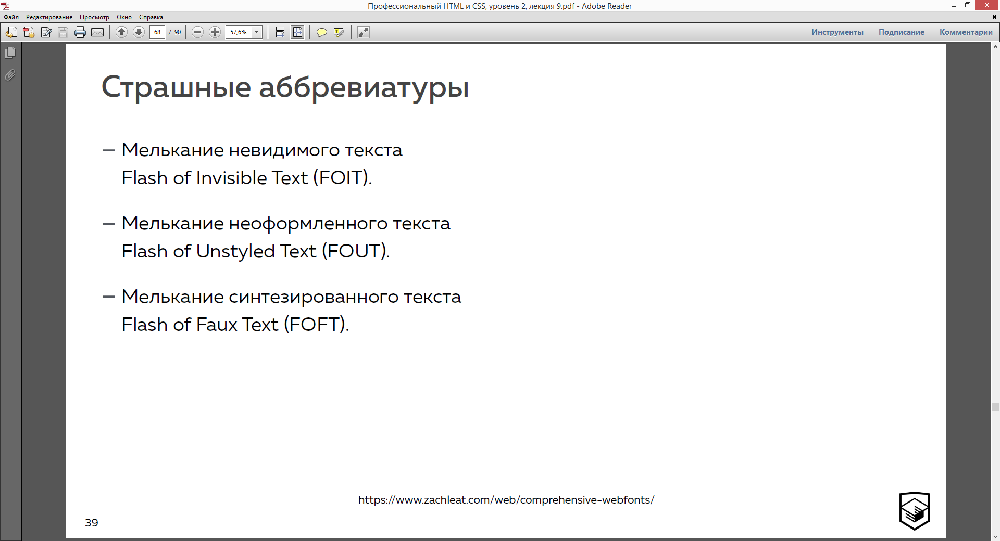 Профессиональный HTML и CSS, уровень 2, лекция 9.pdf - Adobe Reader
Файл Редактирование Просмотр Окно Справка
68 / 90 57,6% Инструменты Подписание Комментарии
Страшные аббревиатуры
— Мелькание невидимого текста
Flash of Invisible Text (FOIT).
— Мелькание неоформленного текста
Flash of Unstyled Text (FOUT).
— Мелькание синтезированного текста
Flash of Faux Text (FOFT).
https://www.zachleat.com/web/comprehensive-webfonts/
39